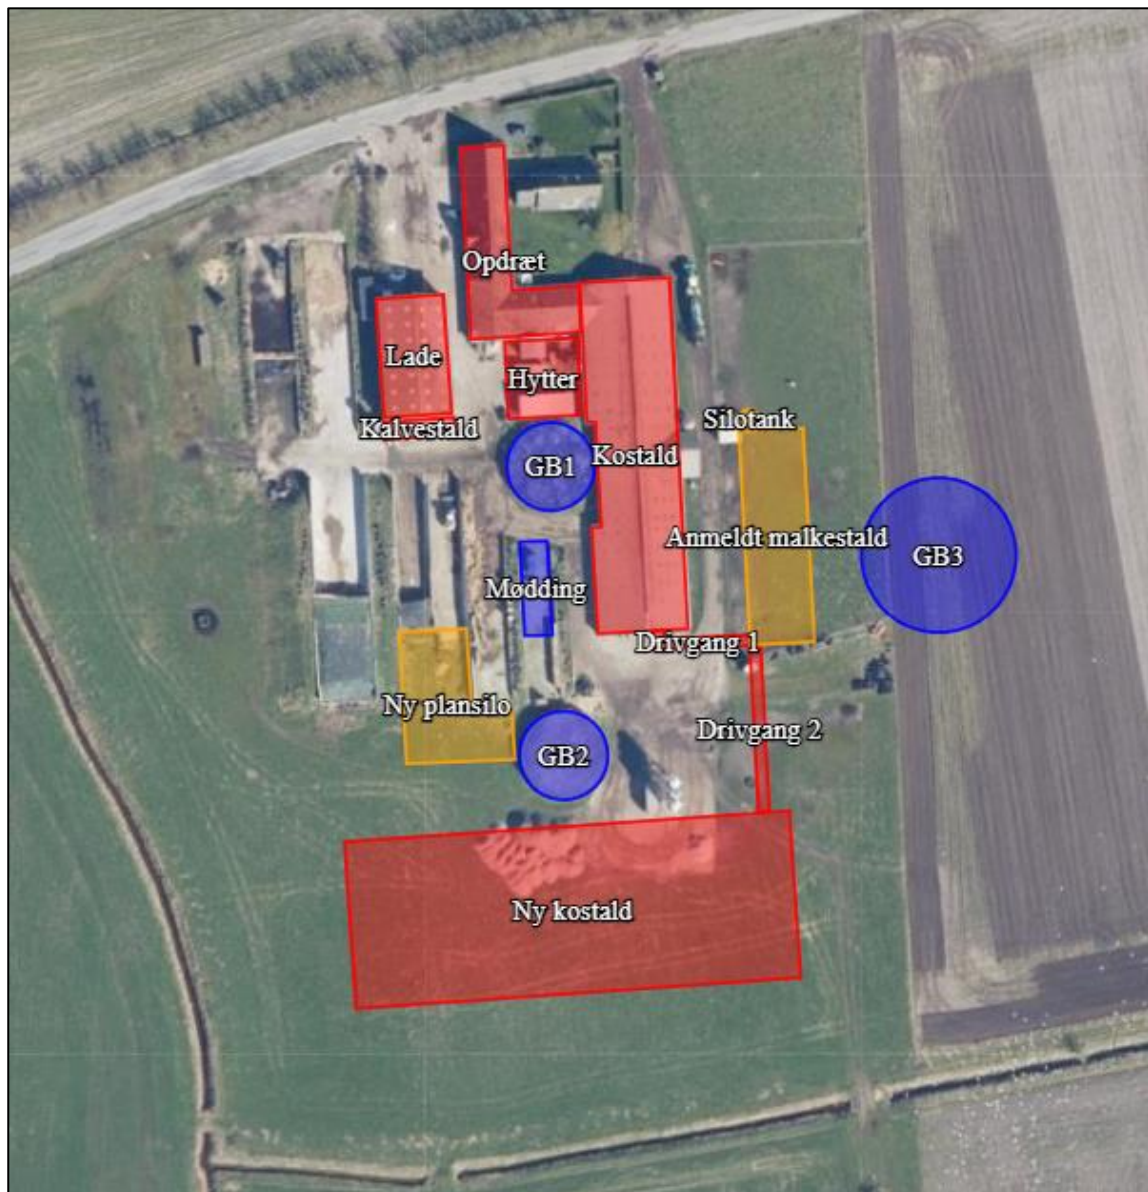 Opdræt
Lade
Hytter
Kalvestald
Silotank
GB1
Kostald
Anmeldt malkestald
GB3
Mødding
Drivgang 1
Ny plansilo
Drivgang 2
GB2
Ny kostald